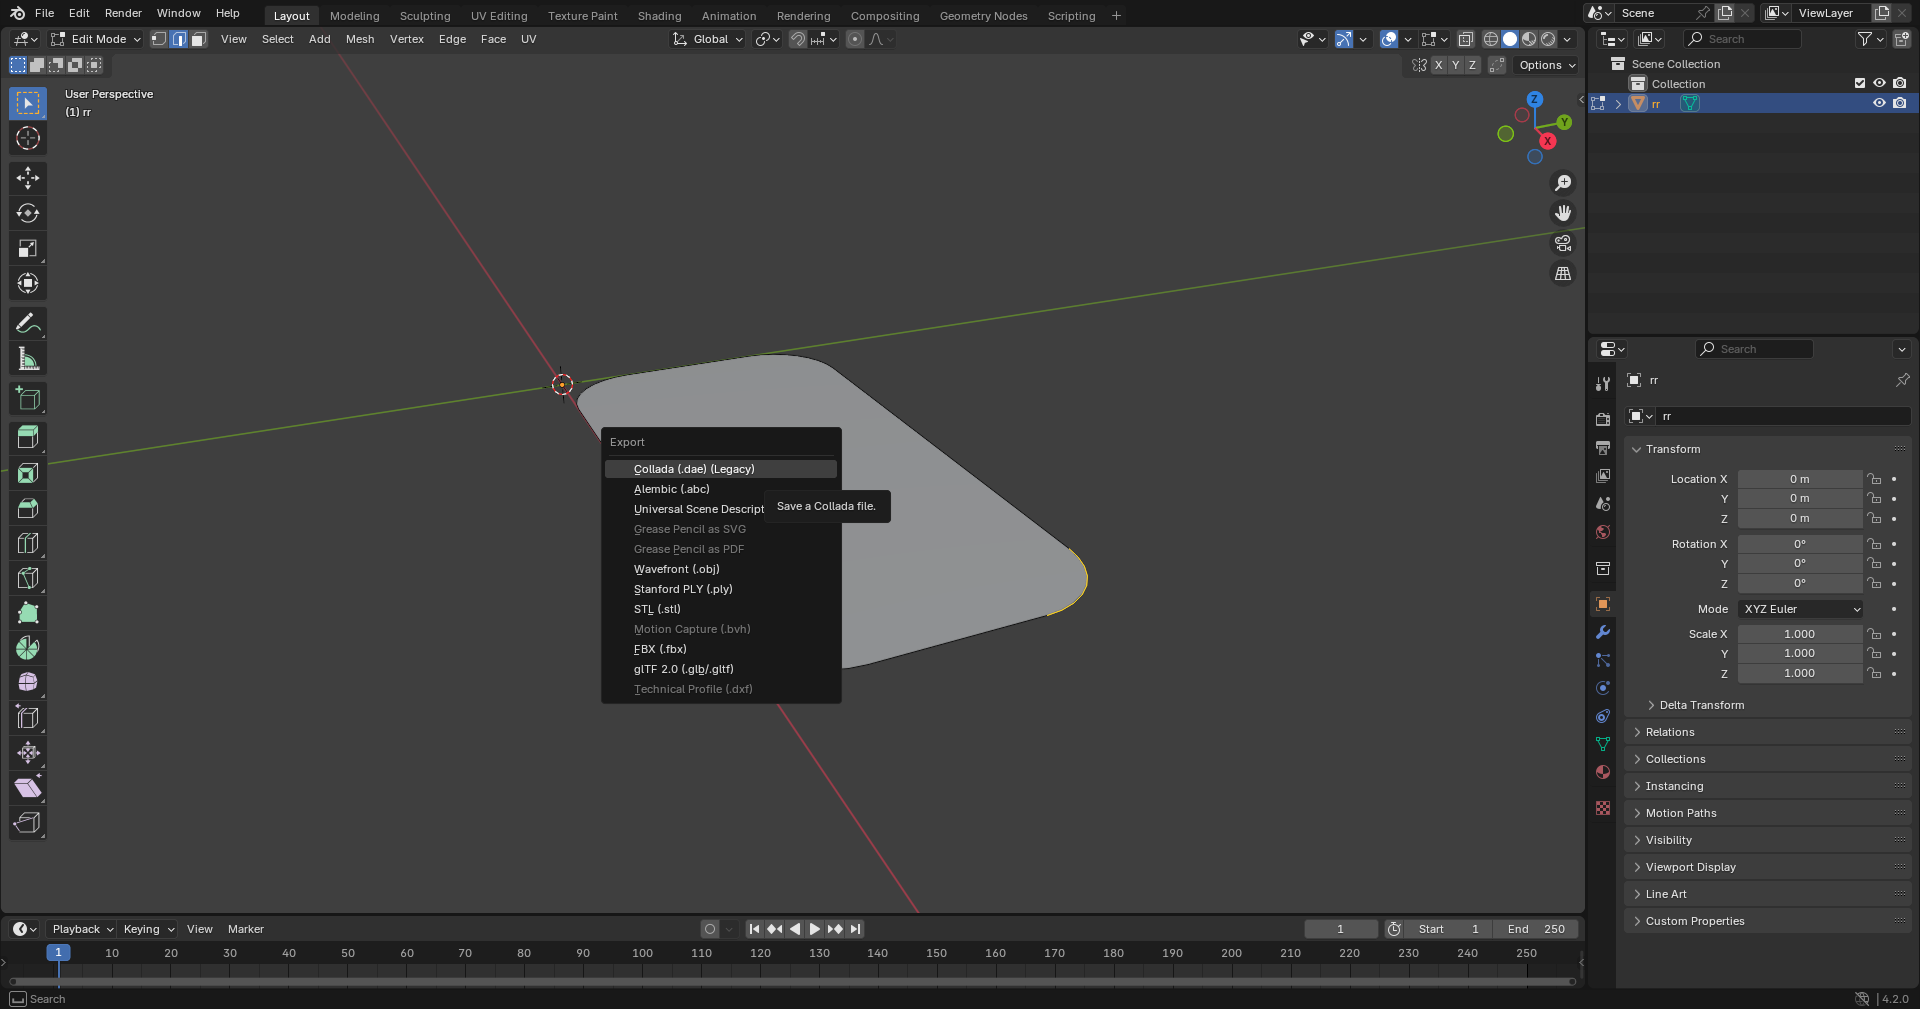 File Edit Render Window Help
Layout Modeling Sculpting UV Editing Texture Paint Shading Animation Rendering Compositing Geometry Nodes Scripting +
Scene
ViewLayer
Edit Mode
View Select Add Mesh Vertex Edge Face UV
Global
Search
X Y Z Options
User Perspective
(1) rr
Scene Collection
Collection
rr
Z
Y
X
Export
Collada (.dae) (Legacy)
Alembic (.abc)
Universal Scene Descript
Save a Collada file.
Grease Pencil as SVG
Grease Pencil as PDF
Wavefront (.obj)
Stanford PLY (.ply)
STL (.stl)
Motion Capture (.bvh)
FBX (.fbx)
glTF 2.0 (.glb/.gltf)
Technical Profile (.dxf)
Search
rr
rr
Transform
Location X 0 m
Y 0 m
Z 0 m
Rotation X 0°
Y 0°
Z 0°
Mode XYZ Euler
Scale X 1.000
Y 1.000
Z 1.000
Delta Transform
Relations
Collections
Instancing
Motion Paths
Visibility
Viewport Display
Line Art
Custom Properties
Playback Keying View Marker
1 Start 1 End 250
1 10 20 30 40 50 60 70 80 90 100 110 120 130 140 150 160 170 180 190 200 210 220 230 240 250
Search
4.2.0